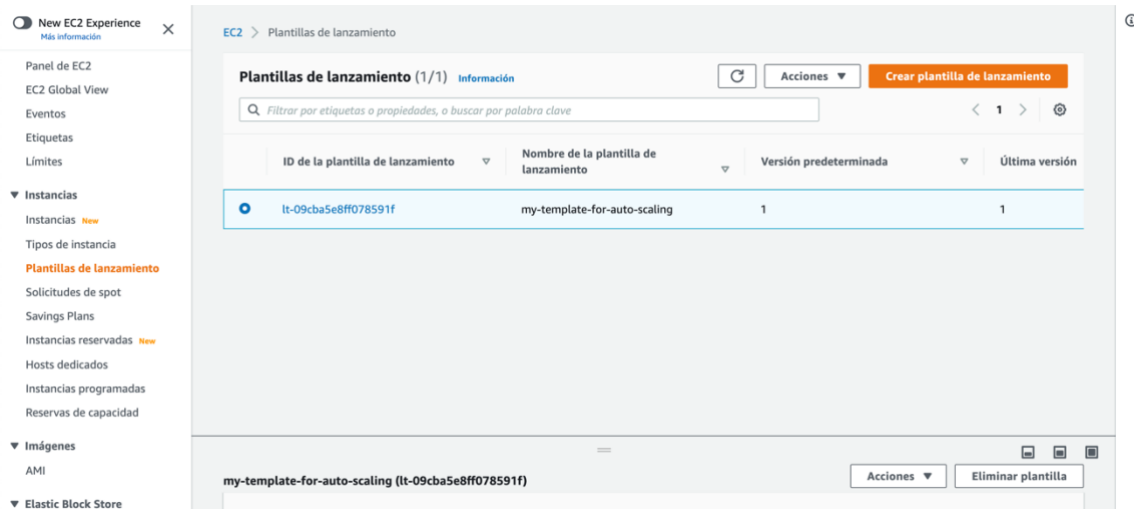 New EC2 Experience
Más información
Panel de EC2
EC2 Global View
Eventos
Etiquetas
Límites
Instancias
Instancias New
Tipos de instancia
Plantillas de lanzamiento
Solicitudes de spot
Savings Plans
Instancias reservadas New
Hosts dedicados
Instancias programadas
Reservas de capacidad
Imágenes
AMI
Elastic Block Store
EC2 > Plantillas de lanzamiento
Plantillas de lanzamiento (1/1) Información
Acciones
Crear plantilla de lanzamiento
Filtrar por etiquetas o propiedades, o buscar por palabra clave
< 1 >
ID de la plantilla de lanzamiento
Nombre de la plantilla de
lanzamiento
Versión predeterminada
Última versión
lt-09cba5e8ff078591f
my-template-for-auto-scaling
1
1
my-template-for-auto-scaling (lt-09cba5e8ff078591f)
Acciones
Eliminar plantilla